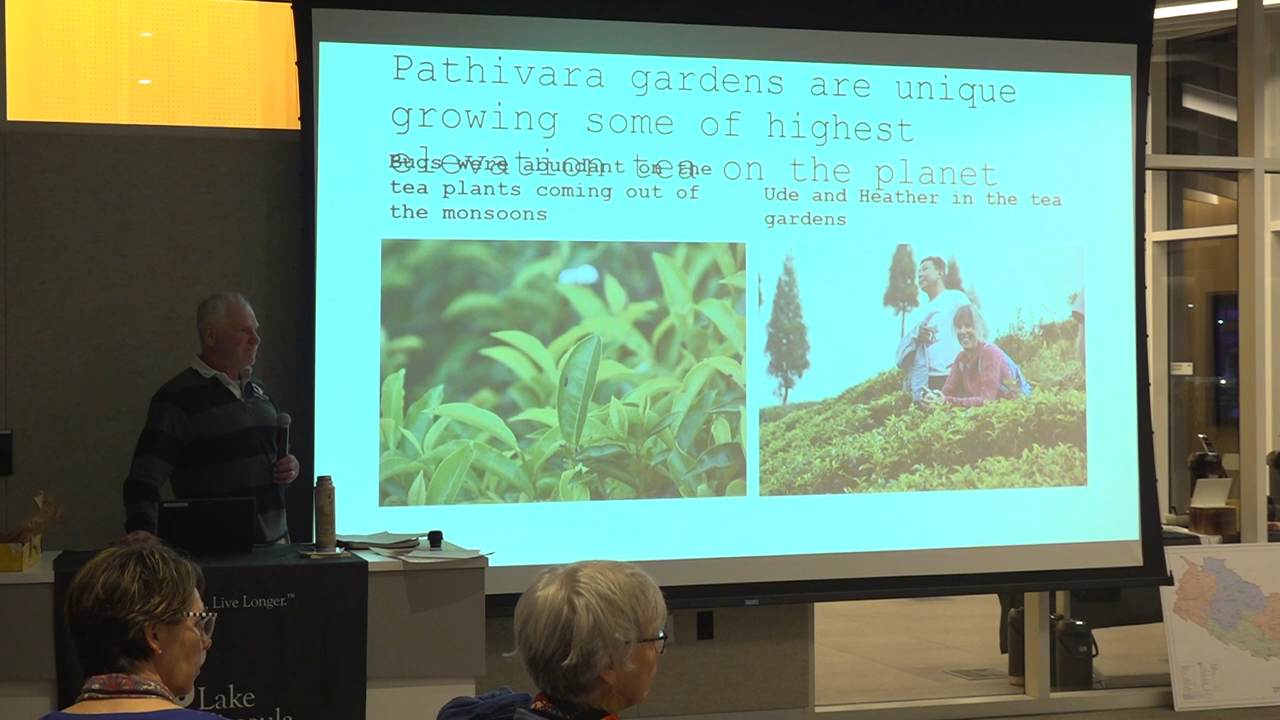 Pathivara gardens are unique
growing some of highest
elevation tea on the planet
Bugs were abundant on the
tea plants coming out of
the monsoons
Ude and Heather in the tea
gardens
, Live Longer.™
Lake